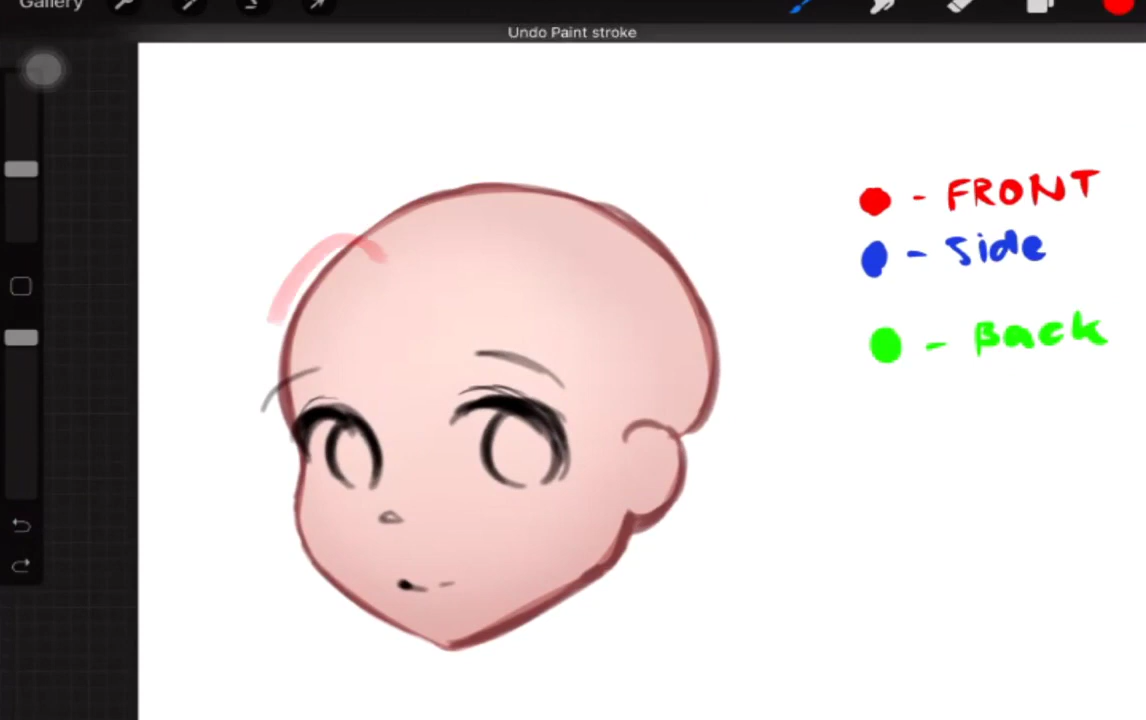 Gallery
Undo Paint stroke
- FRONT
- Side
- Back